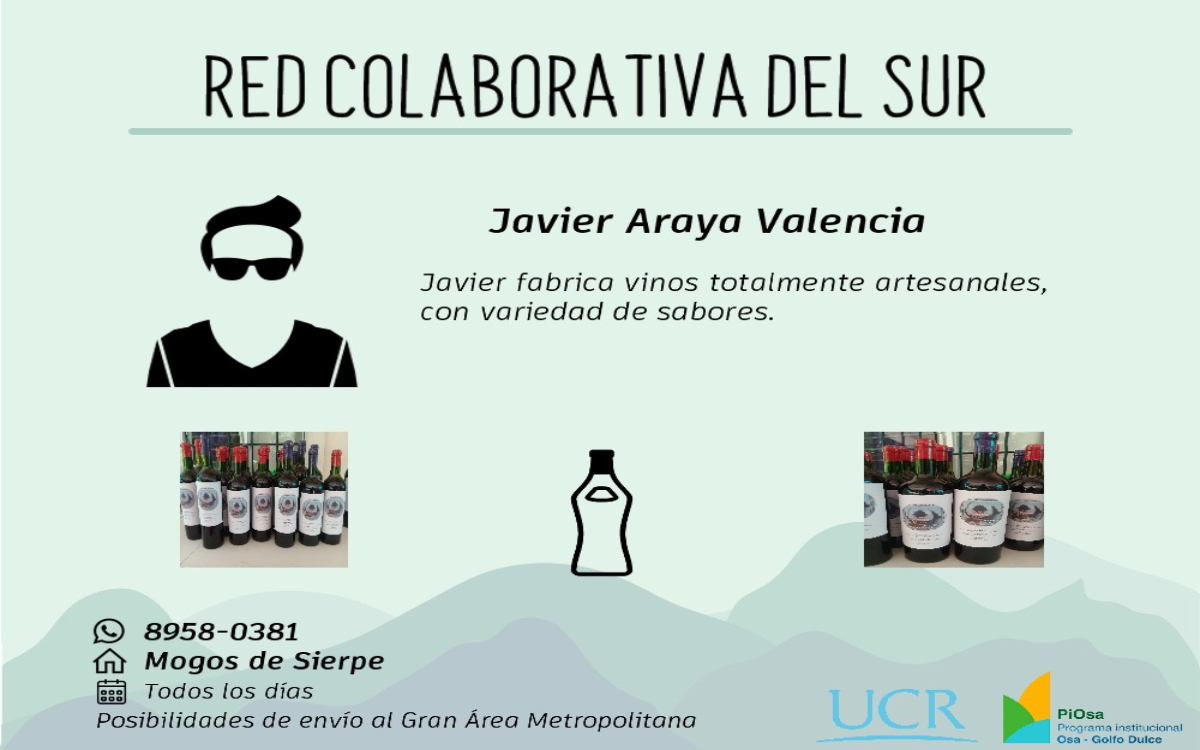 RED COLABORATIVA DEL SUR
Javier Araya Valencia
Javier fabrica vinos totalmente artesanales,
con variedad de sabores.
8958-0381
Mogos de Sierpe
Todos los días
Posibilidades de envío al Gran Área Metropolitana
UCR
PiOsa
Programa institucional
Osa - Golfo Dulce